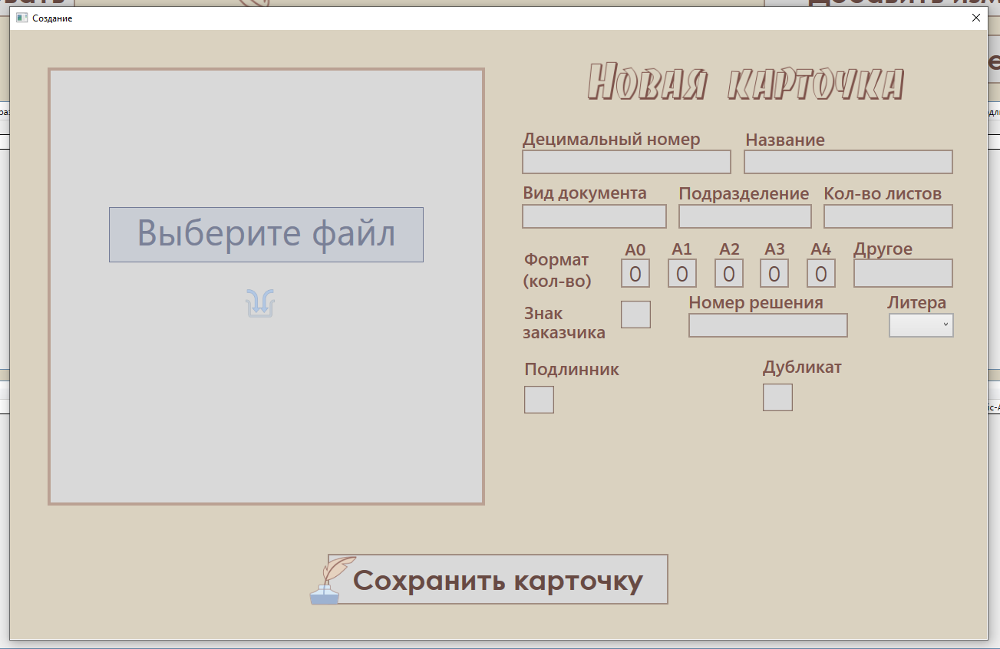 Создание
Новая карточка
Децимальный номер Название
Вид документа Подразделение Кол-во листов
Выберите файл
Формат
(кол-во)
A0 A1 A2 A3 A4 Другое
0 0 0 0 0
Знак
заказчика
Номер решения Литера
Подлинник Дубликат
Сохранить карточку